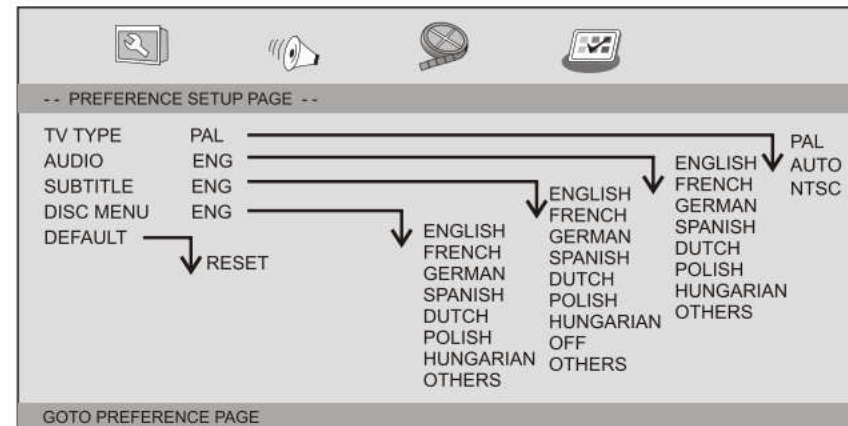 -- PREFERENCE SETUP PAGE --
TV TYPE PAL
AUDIO ENG
SUBTITLE ENG
DISC MENU ENG
DEFAULT
RESET
ENGLISH
FRENCH
GERMAN
SPANISH
DUTCH
POLISH
HUNGARIAN
OTHERS
ENGLISH
FRENCH
GERMAN
SPANISH
DUTCH
POLISH
HUNGARIAN
OFF
OTHERS
ENGLISH
FRENCH
GERMAN
SPANISH
DUTCH
POLISH
HUNGARIAN
OTHERS
PAL
AUTO
NTSC
GOTO PREFERENCE PAGE